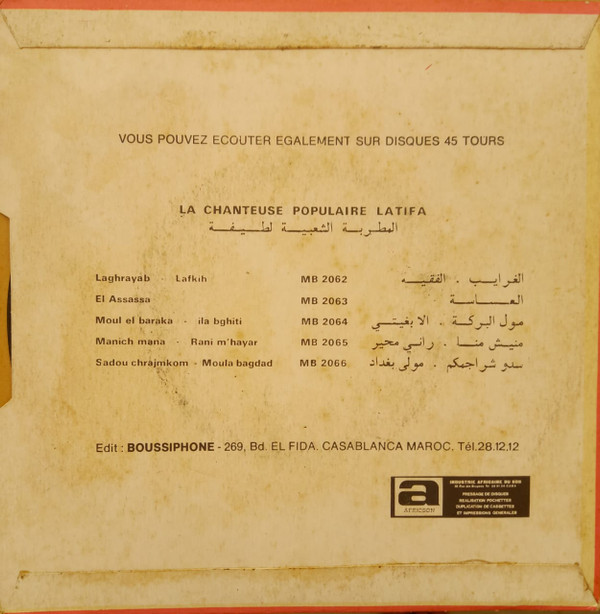 VOUS POUVEZ ECOUTER EGALEMENT SUR DISQUES 45 TOURS
LA CHANTEUSE POPULAIRE LATIFA
المطربة الشعبية لطيفة
Laghrayab - Lafkih MB 2062 الغرايب . الفقيه
El Assassa MB 2063 العساسة
Moul el baraka - ila bghiti MB 2064 مول البركة . الا بغيتي
Manich mana - Rani m'hayar MB 2065 منيش منا . راني محير
Sadou chrajmkom - Moula bagdad MB 2066 سدو شراجمكم . مولى بغداد
Edit : BOUSSIPHONE - 269, Bd. EL FIDA. CASABLANCA MAROC. Tél.28.12.12
a
AFRICSON
INDUSTRIE AFRICAINE DU SON
PRESSAGE DE DISQUES
REALISATION POCHETTES
DUPLICATION DE CASSETTES
ET IMPRESSIONS GENERALES